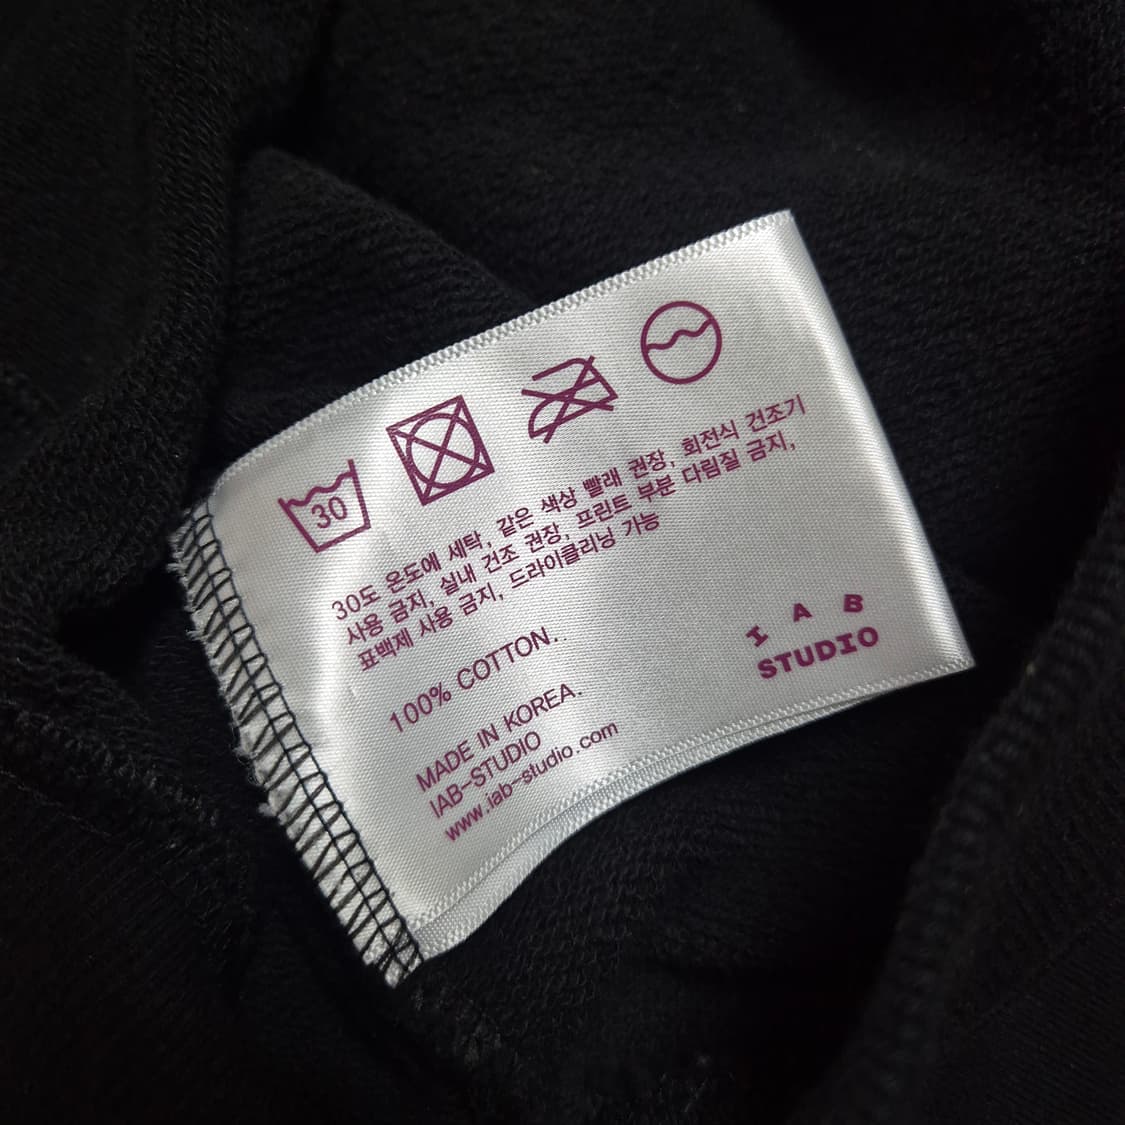 30
30도 온도에 세탁, 같은 색상 빨래 권장, 회전식 건조기
사용 금지, 실내 건조 권장, 프린트 부분 다림질 금지,
표백제 사용 금지, 드라이클리닝 가능
100% COTTON..
MADE IN KOREA.
IAB-STUDIO
www.iab-studio.com
I A B
STUDIO